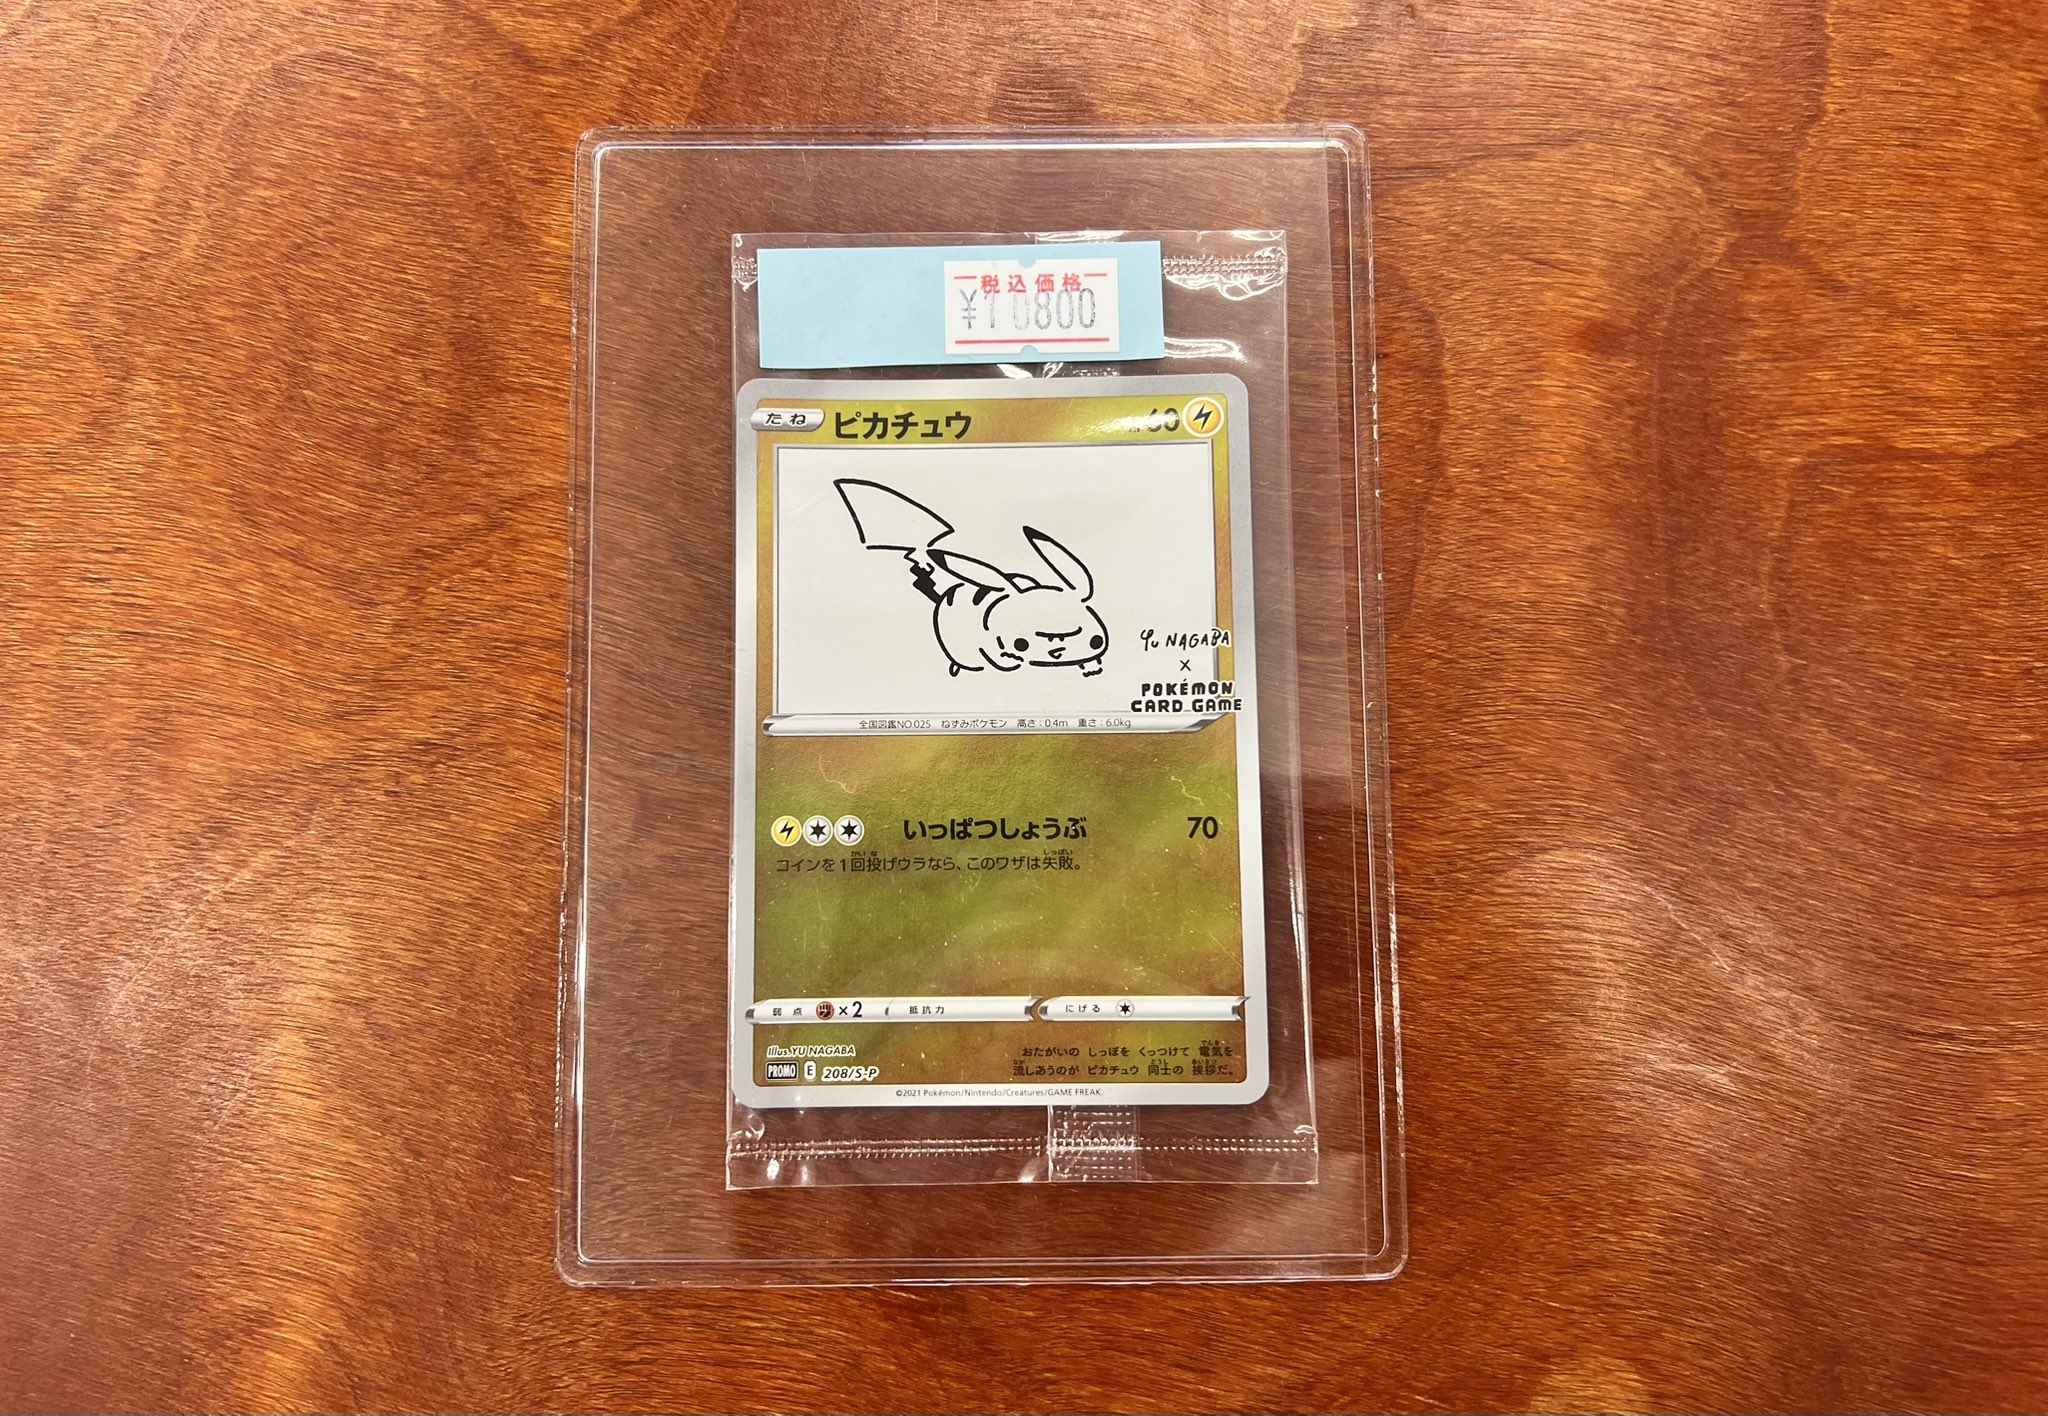 税込価格
¥10800
たね ピカチュウ 60
YU NAGABA
×
POKÉMON
CARD GAME
全国図鑑NO.025 ねずみポケモン 高さ:0.4m 重さ:6.0kg
いっぱつしょうぶ 70
コインを1回投げウラなら、このワザは失敗。
弱点 ×2 抵抗力 にげる
Illus.YU NAGABA
おたがいの しっぽを くっつけて 電気を
流しあうのが ピカチュウ 同士の 挨拶だ。
PROMO E 208/S-P
©2021 Pokémon/Nintendo/Creatures/GAME FREAK.